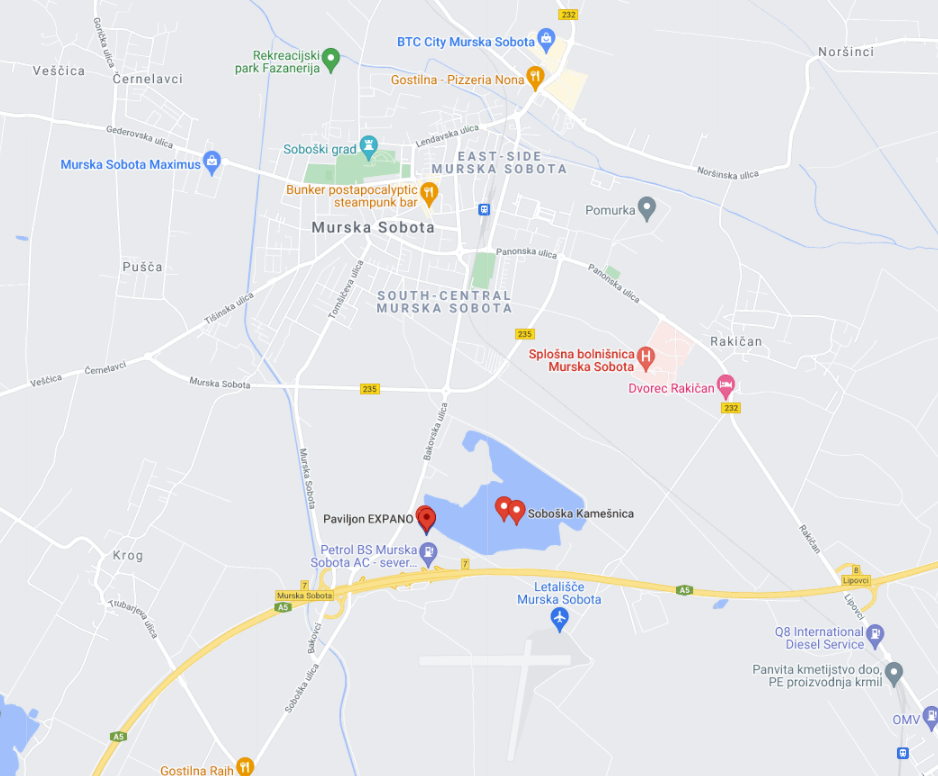 232
BTC City Murska Sobota
Goriška ulica
Noršinci
Rekreacijski
park Fazanerija
Veščica
Černelavci
Gostilna - Pizzeria Nona
Gederovska ulica
Lendavska ulica
Soboški grad
EAST-SIDE
MURSKA SOBOTA
Murska Sobota Maximus
Noršinska ulica
Bunker postapocalyptic
steampunk bar
Pomurka
Murska Sobota
Panonska ulica
Pušča
Panonska ulica
Tomšičeva ulica
SOUTH-CENTRAL
MURSKA SOBOTA
Tišinska ulica
235
Rakičan
Splošna bolnišnica
Murska Sobota
H
Veščica
Černelavci
Murska Sobota
235
Dvorec Rakičan
232
Bakovska ulica
Murska Sobota
Soboška Kamešnica
Paviljon EXPANO
Rakičan
Petrol BS Murska
Sobota AC - sever...
Krog
7
7
8
Lipovci
Murska Sobota
A5
A5
Letališče
Murska Sobota
Trubarjeva ulica
Lipovci
Bakovci
Q8 International
Diesel Service
Soboška ulica
Panvita kmetijstvo doo,
PE proizvodnja krmil
A5
OMV
Gostilna Rajh